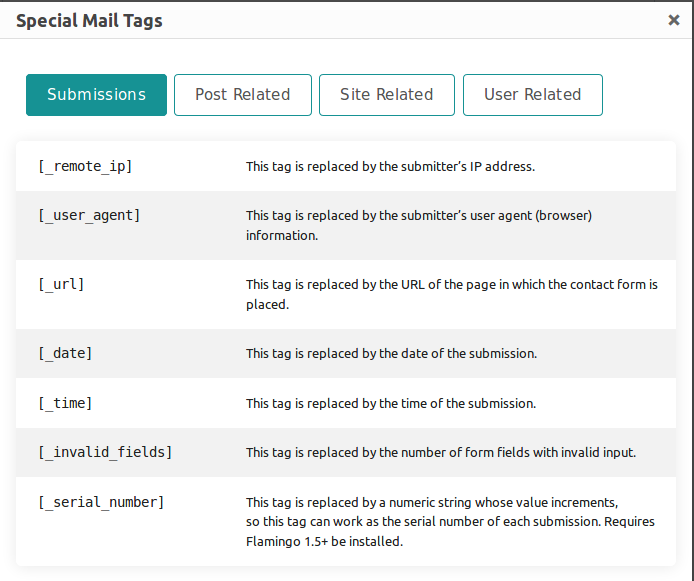 Special Mail Tags ×
Submissions Post Related Site Related User Related
[_remote_ip] This tag is replaced by the submitter’s IP address.
[_user_agent] This tag is replaced by the submitter’s user agent (browser)
information.
[_url] This tag is replaced by the URL of the page in which the contact form is
placed.
[_date] This tag is replaced by the date of the submission.
[_time] This tag is replaced by the time of the submission.
[_invalid_fields] This tag is replaced by the number of form fields with invalid input.
[_serial_number] This tag is replaced by a numeric string whose value increments,
so this tag can work as the serial number of each submission. Requires
Flamingo 1.5+ be installed.